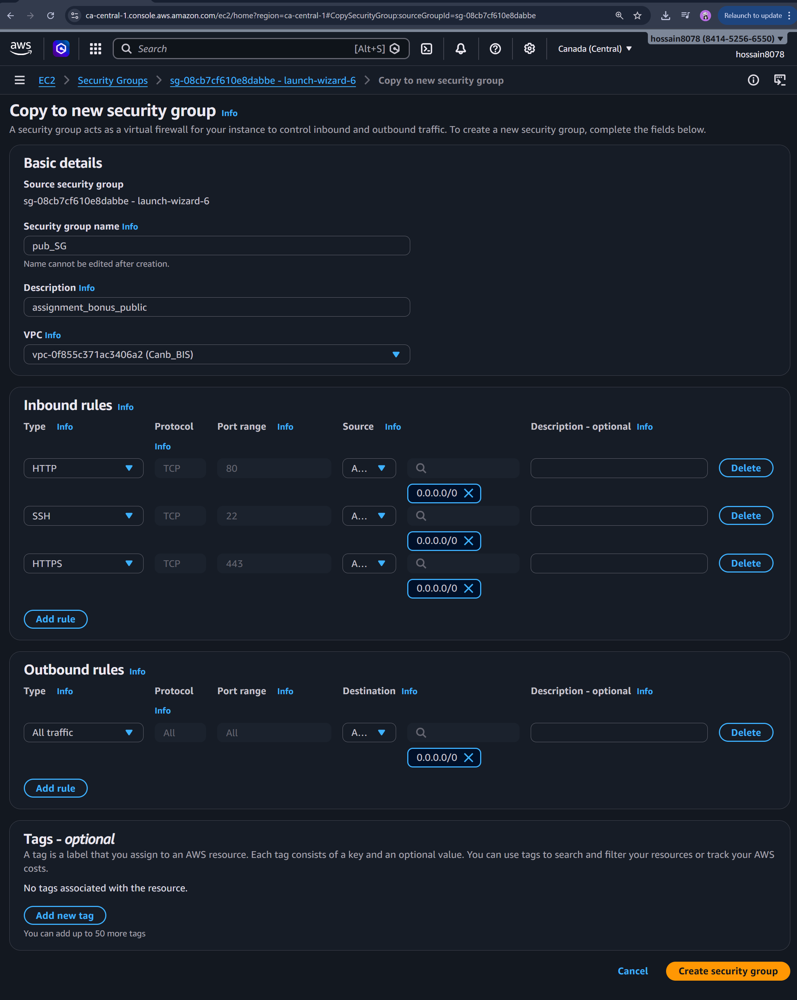 ca-central-1.console.aws.amazon.com/ec2/home?region=ca-central-1#CopySecurityGroup:sourceGroupId=sg-08cb7cf610e8dabbe
Relaunch to update
aws
Search
[Alt+S]
Canada (Central)
hossain8078 (8414-5256-6550)
hossain8078
EC2
Security Groups
sg-08cb7cf610e8dabbe - launch-wizard-6
Copy to new security group
Copy to new security group Info
A security group acts as a virtual firewall for your instance to control inbound and outbound traffic. To create a new security group, complete the fields below.
Basic details
Source security group
sg-08cb7cf610e8dabbe - launch-wizard-6
Security group name Info
pub_SG
Name cannot be edited after creation.
Description Info
assignment_bonus_public
VPC Info
vpc-0f855c371ac3406a2 (Canb_BIS)
Inbound rules Info
Type Info Protocol Port range Info Source Info Description - optional Info
Info
HTTP TCP 80 A... Delete
0.0.0.0/0
SSH TCP 22 A... Delete
0.0.0.0/0
HTTPS TCP 443 A... Delete
0.0.0.0/0
Add rule
Outbound rules Info
Type Info Protocol Port range Info Destination Info Description - optional Info
Info
All traffic All All A... Delete
0.0.0.0/0
Add rule
Tags - optional
A tag is a label that you assign to an AWS resource. Each tag consists of a key and an optional value. You can use tags to search and filter your resources or track your AWS
costs.
No tags associated with the resource.
Add new tag
You can add up to 50 more tags
Cancel
Create security group